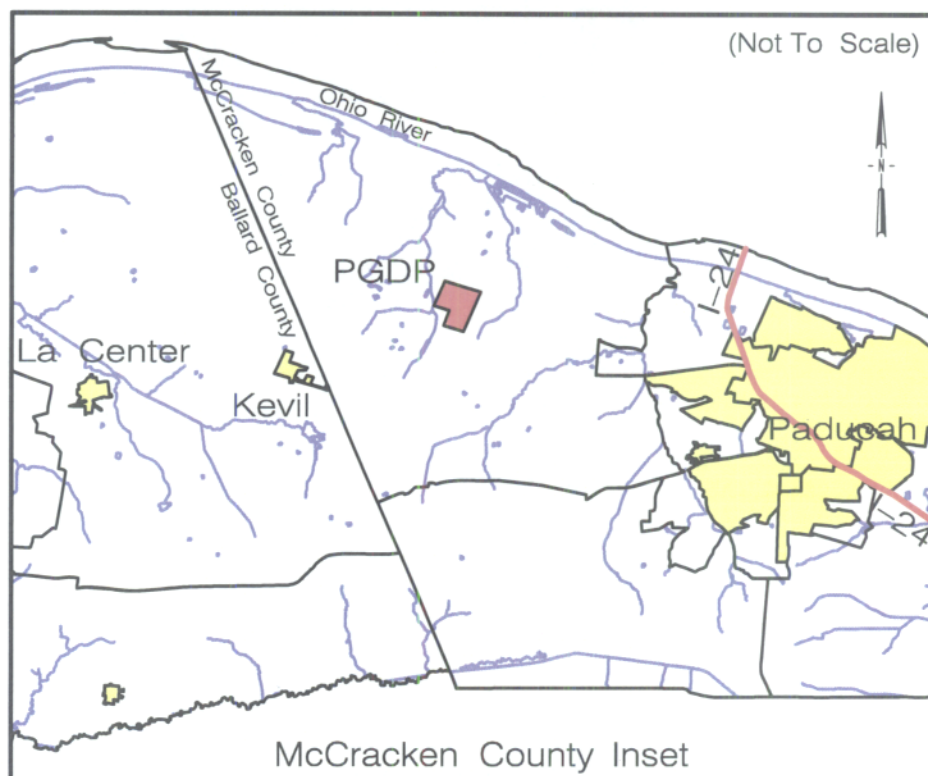 (Not To Scale)
McCracken County
Ballard County
Ohio River
N
PGDP
I-24
La Center
Kevil
Paducah
I-24
McCracken County Inset